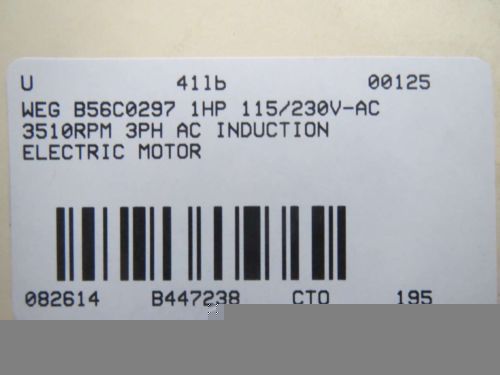 U 41lb 00125
WEG B56C0297 1HP 115/230V-AC
3510RPM 3PH AC INDUCTION
ELECTRIC MOTOR
082614 B447238 CTO 195